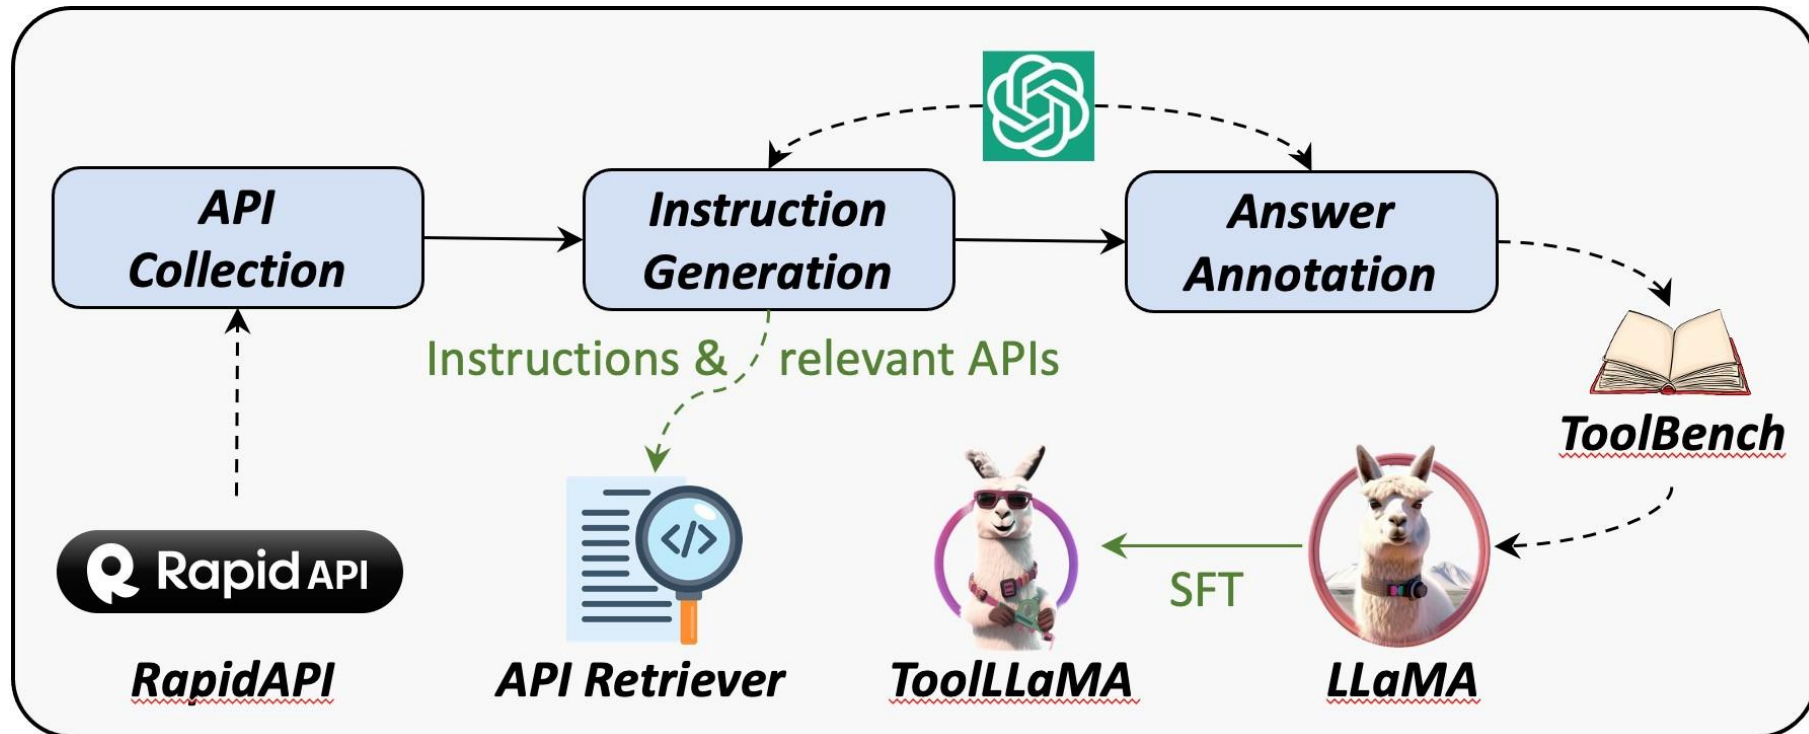 API
Collection
Instruction
Generation
Answer
Annotation
Instructions & relevant APIs
ToolBench
</>
Rapid API
SFT
RapidAPI
API Retriever
ToolLLaMA
LLaMA